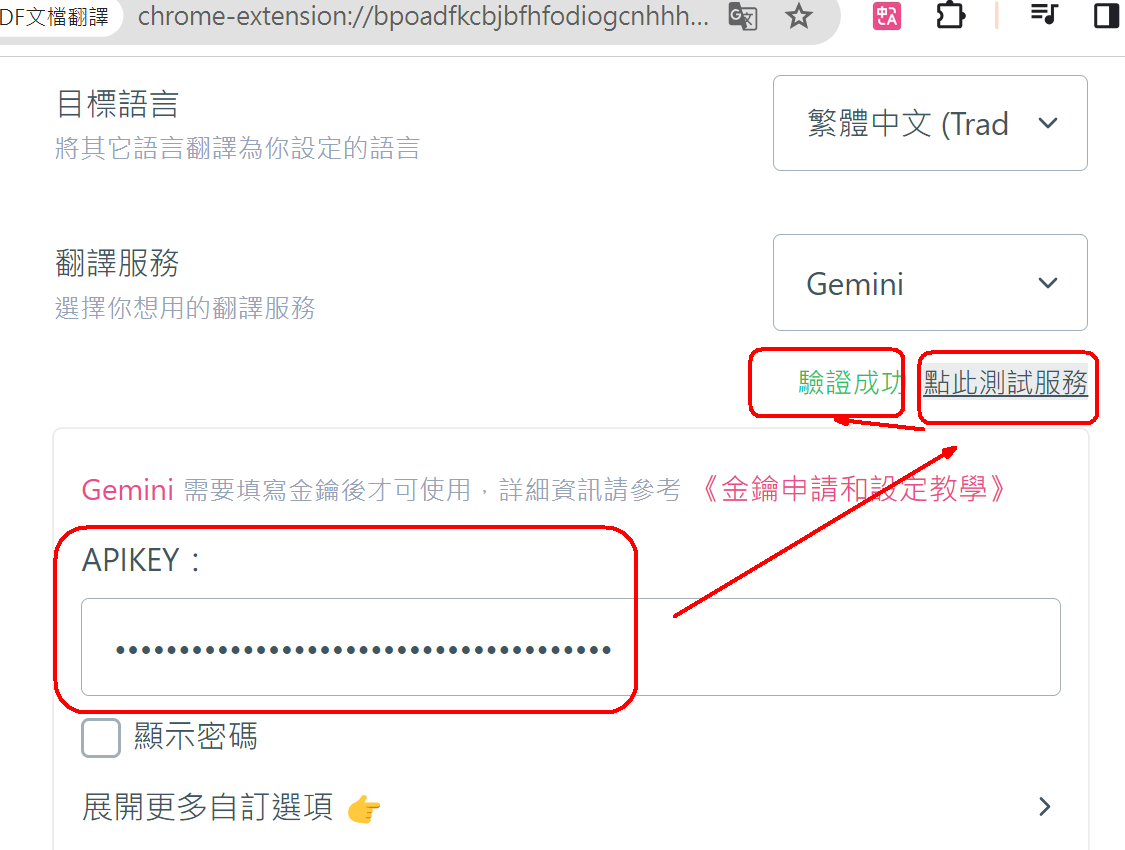 DF文檔翻譯
chrome-extension://bpoadfkcbjbfhfodiogcnhhh...
目標語言
繁體中文 (Trad
將其它語言翻譯為你設定的語言
翻譯服務
Gemini
選擇你想用的翻譯服務
驗證成功 點此測試服務
Gemini 需要填寫金鑰後才可使用，詳細資訊請參考 《金鑰申請和設定教學》
APIKEY：
顯示密碼
展開更多自訂選項 👉